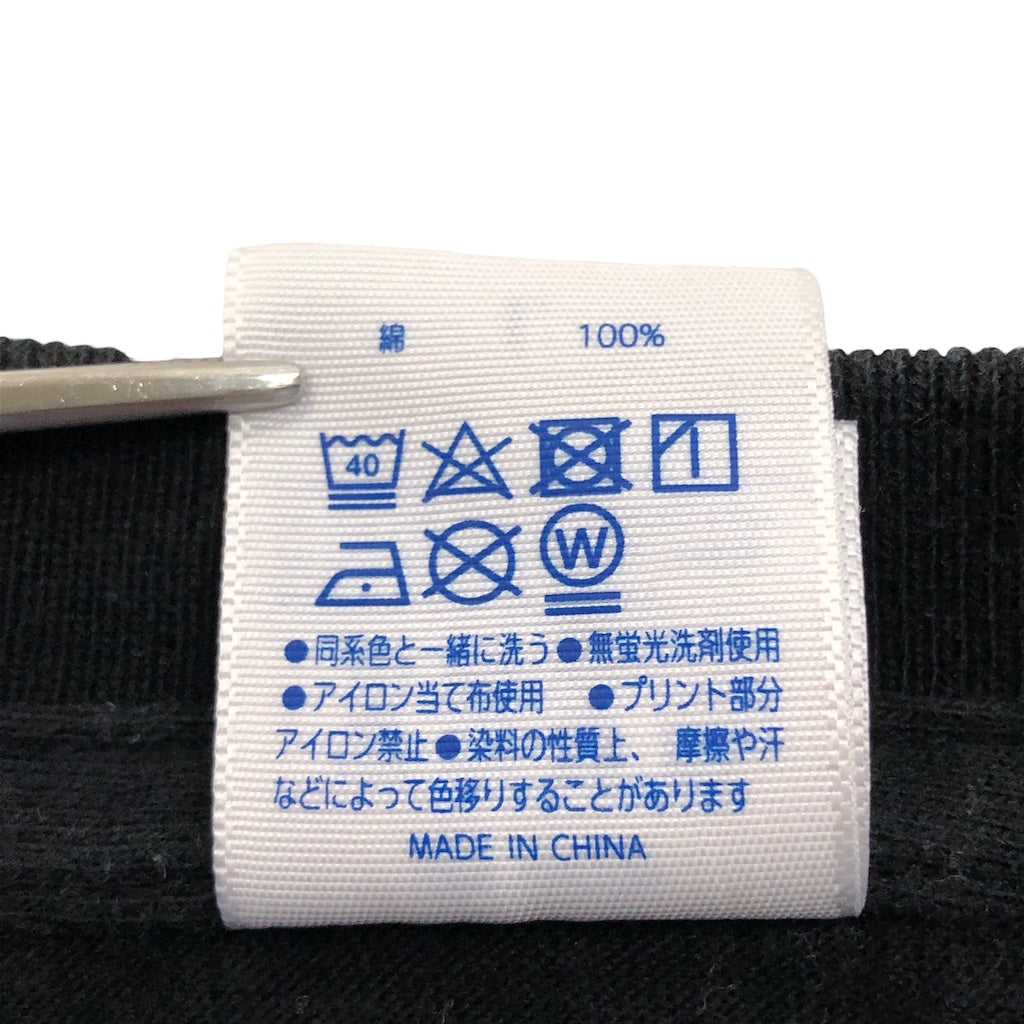 綿 100%
40
W
●同系色と一緒に洗う●無蛍光洗剤使用
●アイロン当て布使用 ●プリント部分
アイロン禁止●染料の性質上、摩擦や汗
などによって色移りすることがあります
MADE IN CHINA